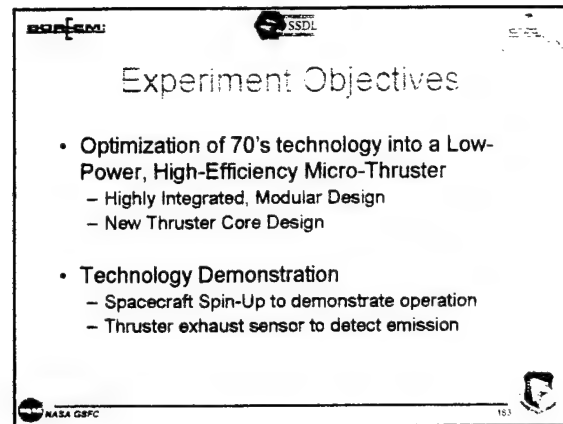 SSDL
Experiment Objectives
• Optimization of 70's technology into a Low-
Power, High-Efficiency Micro-Thruster
– Highly Integrated, Modular Design
– New Thruster Core Design
• Technology Demonstration
– Spacecraft Spin-Up to demonstrate operation
– Thruster exhaust sensor to detect emission
NASA GSFC
163